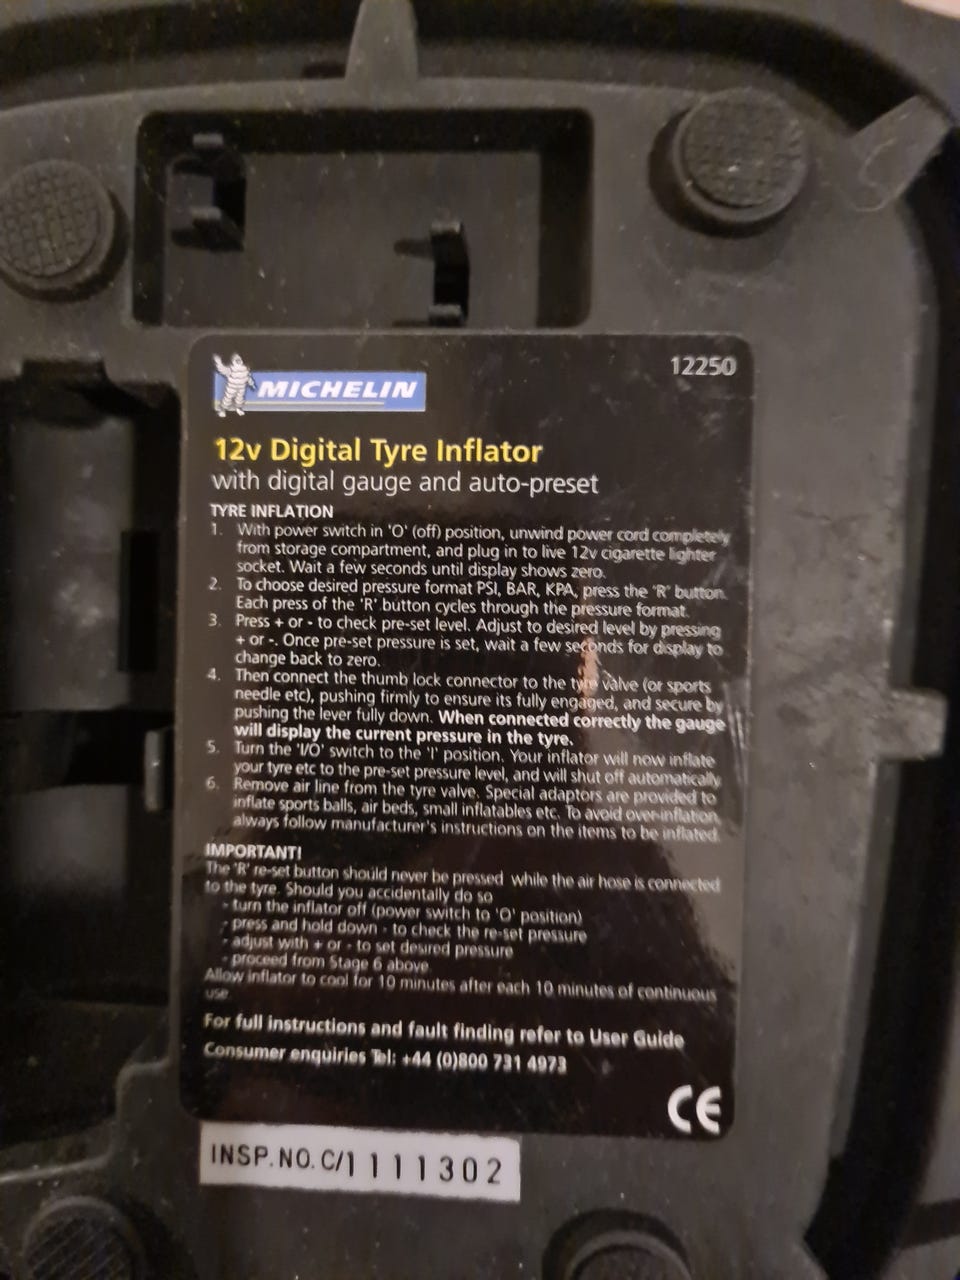 MICHELIN
12250
12v Digital Tyre Inflator
with digital gauge and auto-preset
TYRE INFLATION
1. With power switch in 'O' (off) position, unwind power cord completely
from storage compartment, and plug in to live 12v cigarette lighter
socket. Wait a few seconds until display shows zero.
2. To choose desired pressure format PSI, BAR, KPA, press the 'R' button.
Each press of the 'R' button cycles through the pressure format.
3. Press + or - to check pre-set level. Adjust to desired level by pressing
+ or -. Once pre-set pressure is set, wait a few seconds for display to
change back to zero.
4. Then connect the thumb lock connector to the tyre valve (or sports
needle etc), pushing firmly to ensure its fully engaged, and secure by
pushing the lever fully down. When connected correctly the gauge
will display the current pressure in the tyre.
5. Turn the 'I/O' switch to the 'I' position. Your inflator will now inflate
your tyre etc to the pre-set pressure level, and will shut off automatically
6. Remove air line from the tyre valve. Special adaptors are provided to
inflate sports balls, air beds, small inflatables etc. To avoid over-inflation,
always follow manufacturer's instructions on the items to be inflated.
IMPORTANT!
The 'R' re-set button should never be pressed while the air hose is connected
to the tyre. Should you accidentally do so
- turn the inflator off (power switch to 'O' position)
- press and hold down - to check the re-set pressure
- adjust with + or - to set desired pressure
- proceed from Stage 6 above
Allow inflator to cool for 10 minutes after each 10 minutes of continuous
use.
For full instructions and fault finding refer to User Guide
Consumer enquiries Tel: +44 (0)800 731 4973
CE
INSP.NO.C/1111302